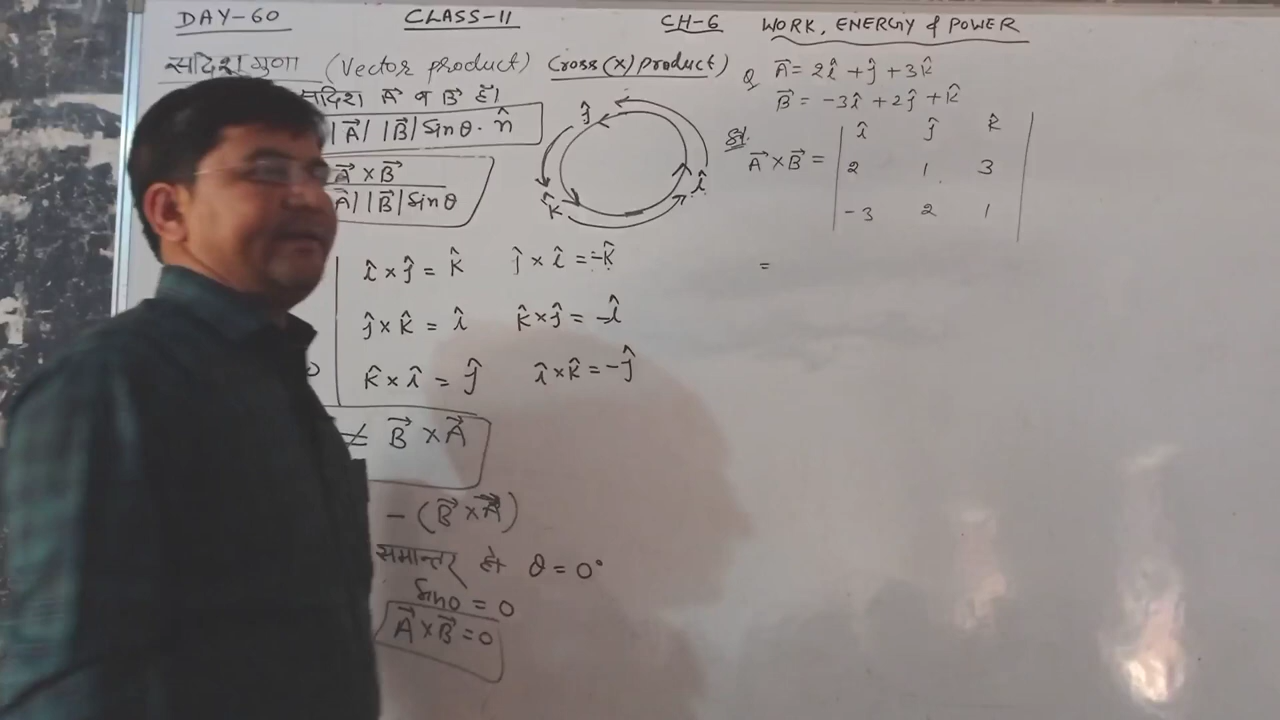 DAY-60 CLASS-11 CH-6 WORK, ENERGY & POWER
सदिश गुणा (Vector product) Cross(x) product)
सदिश A⃗ व B⃗ है।
|A⃗| |B⃗| Sinθ · n̂
A⃗ × B⃗
A⃗| |B⃗| Sinθ
ĵ
î
k̂
î × ĵ = k̂ ĵ × î = -k̂
ĵ × k̂ = î k̂ × ĵ = -î
k̂ × î = ĵ î × k̂ = -ĵ
≠ B⃗ × A⃗
- (B⃗ × A⃗)
समान्तर हो θ = 0°
Sin0 = 0
A⃗ × B⃗ = 0
Q A⃗ = 2î + ĵ + 3k̂
B⃗ = -3î + 2ĵ + k̂
Sol.
A⃗ × B⃗ = | î ĵ k̂ |
2 1 3
-3 2 1
=